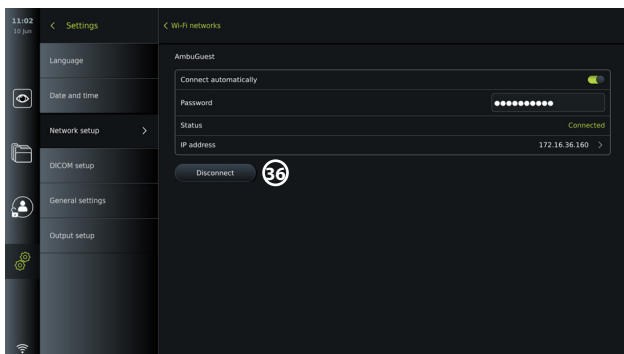 11:02
10 Jun
Settings
Language
Date and time
Network setup
DICOM setup
General settings
Output setup
Wi-Fi networks
AmbuGuest
Connect automatically
Password ●●●●●●●●●●
Status Connected
IP address 172.16.36.160
Disconnect 36